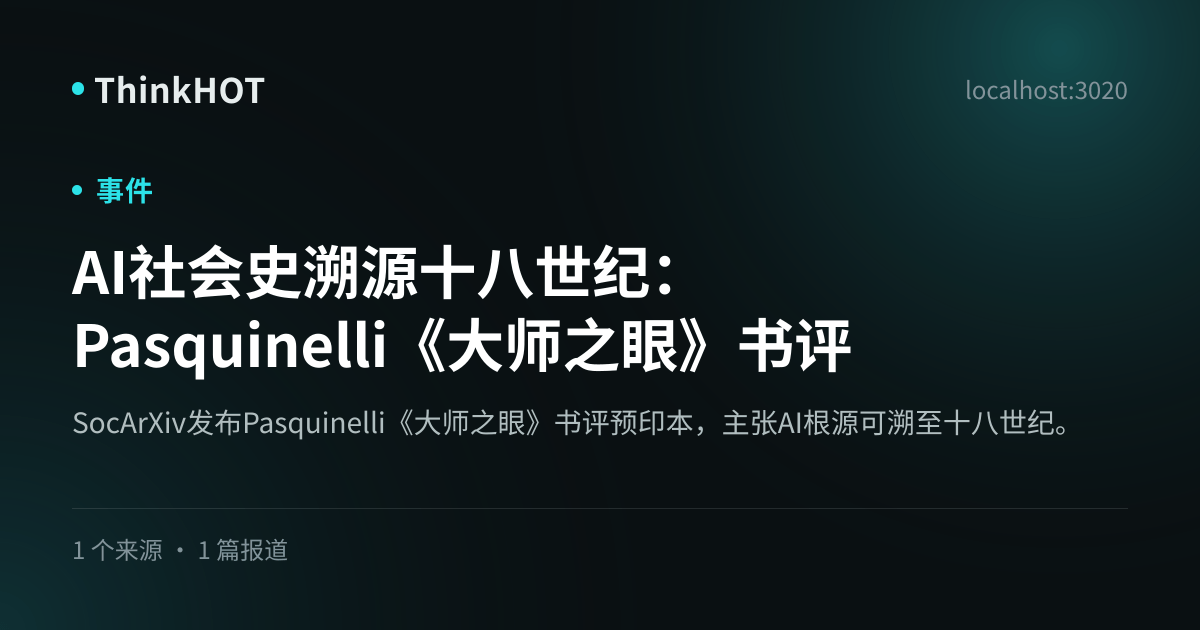 ThinkHOT
localhost:3020
事件
AI社会史溯源十八世纪：
Pasquinelli《大师之眼》书评
SocArXiv发布Pasquinelli《大师之眼》书评预印本，主张AI根源可溯至十八世纪。
1 个来源 · 1 篇报道